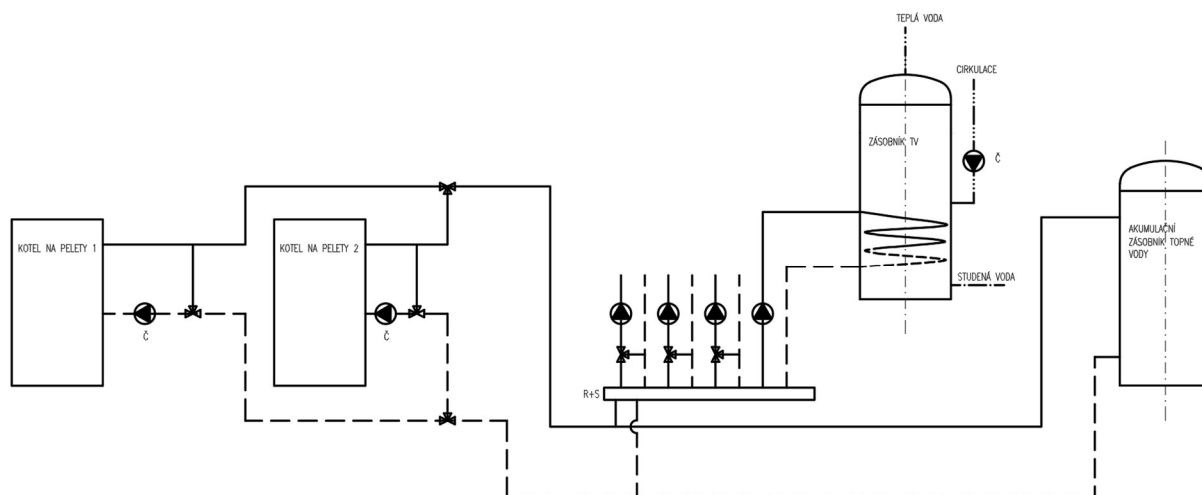 TEPLÁ VODA
CIRKULACE
ZÁSOBNÍK TV
Č
KOTEL NA PELETY 1
KOTEL NA PELETY 2
AKUMULAČNÍ
ZÁSOBNÍK TOPNÉ
VODY
STUDENÁ VODA
Č
Č
R+S